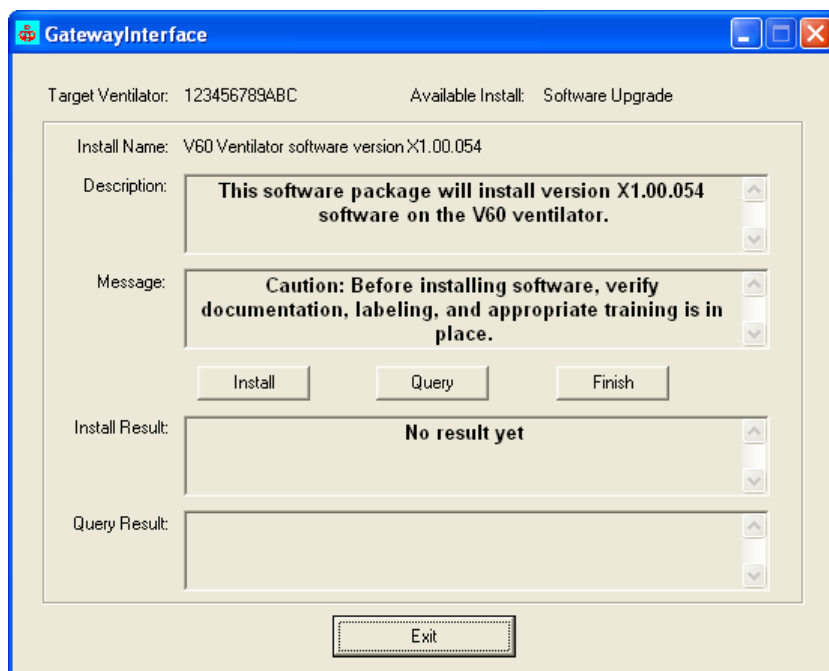 GatewayInterface
Target Ventilator: 123456789ABC Available Install: Software Upgrade
Install Name: V60 Ventilator software version X1.00.054
Description: This software package will install version X1.00.054
software on the V60 ventilator.
Message: Caution: Before installing software, verify
documentation, labeling, and appropriate training is in
place.
Install Query Finish
Install Result: No result yet
Query Result:
Exit